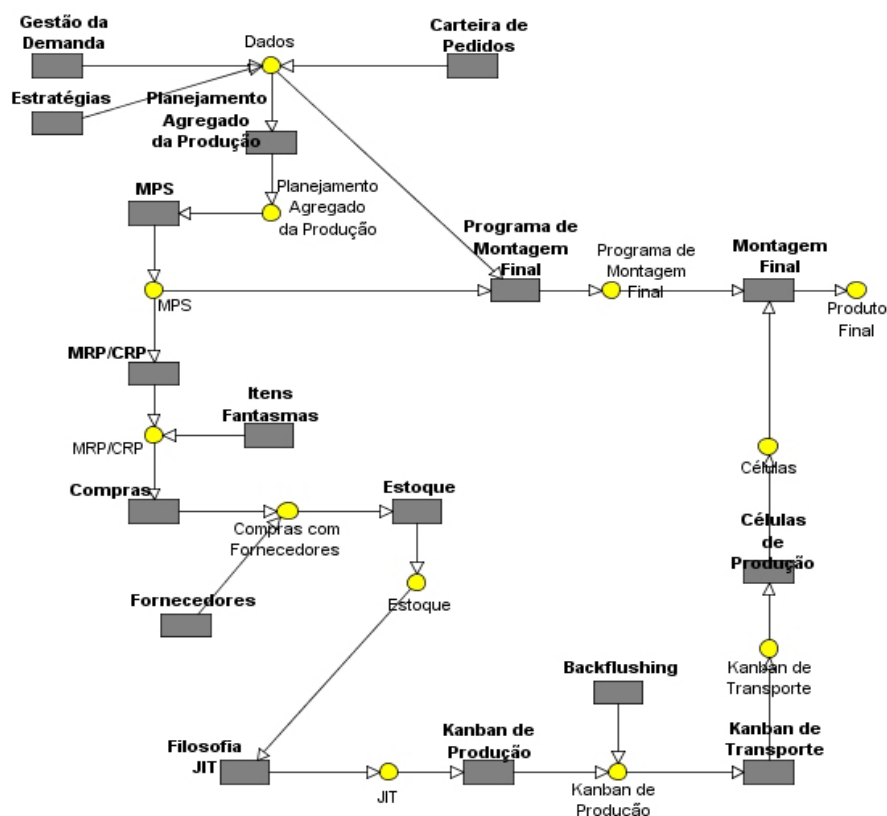 Gestão da
Demanda
Dados
Carteira de
Pedidos
Estratégias
Planejamento
Agregado
da Produção
MPS
Planejamento
Agregado
da Produção
Programa de
Montagem
Final
Programa de
Montagem
Final
Montagem
Final
MPS
Produto
Final
MRP/CRP
Itens
Fantasmas
MRP/CRP
Células
Compras
Estoque
Compras com
Fornecedores
Células
de
Produção
Fornecedores
Estoque
Backflushing
Kanban de
Transporte
Filosofia
JIT
Kanban de
Produção
Kanban de
Transporte
JIT
Kanban de
Produção